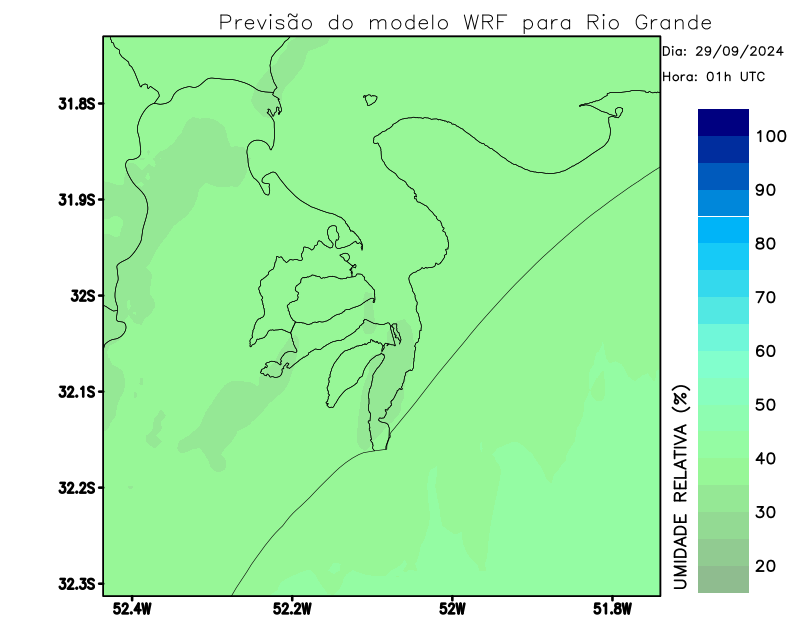 Previsão do modelo WRF para Rio Grande
Dia: 29/09/2024
Hora: 01h UTC
31.8S
31.9S
32S
32.1S
32.2S
32.3S
52.4W
52.2W
52W
51.8W
UMIDADE RELATIVA (%)
100
90
80
70
60
50
40
30
20